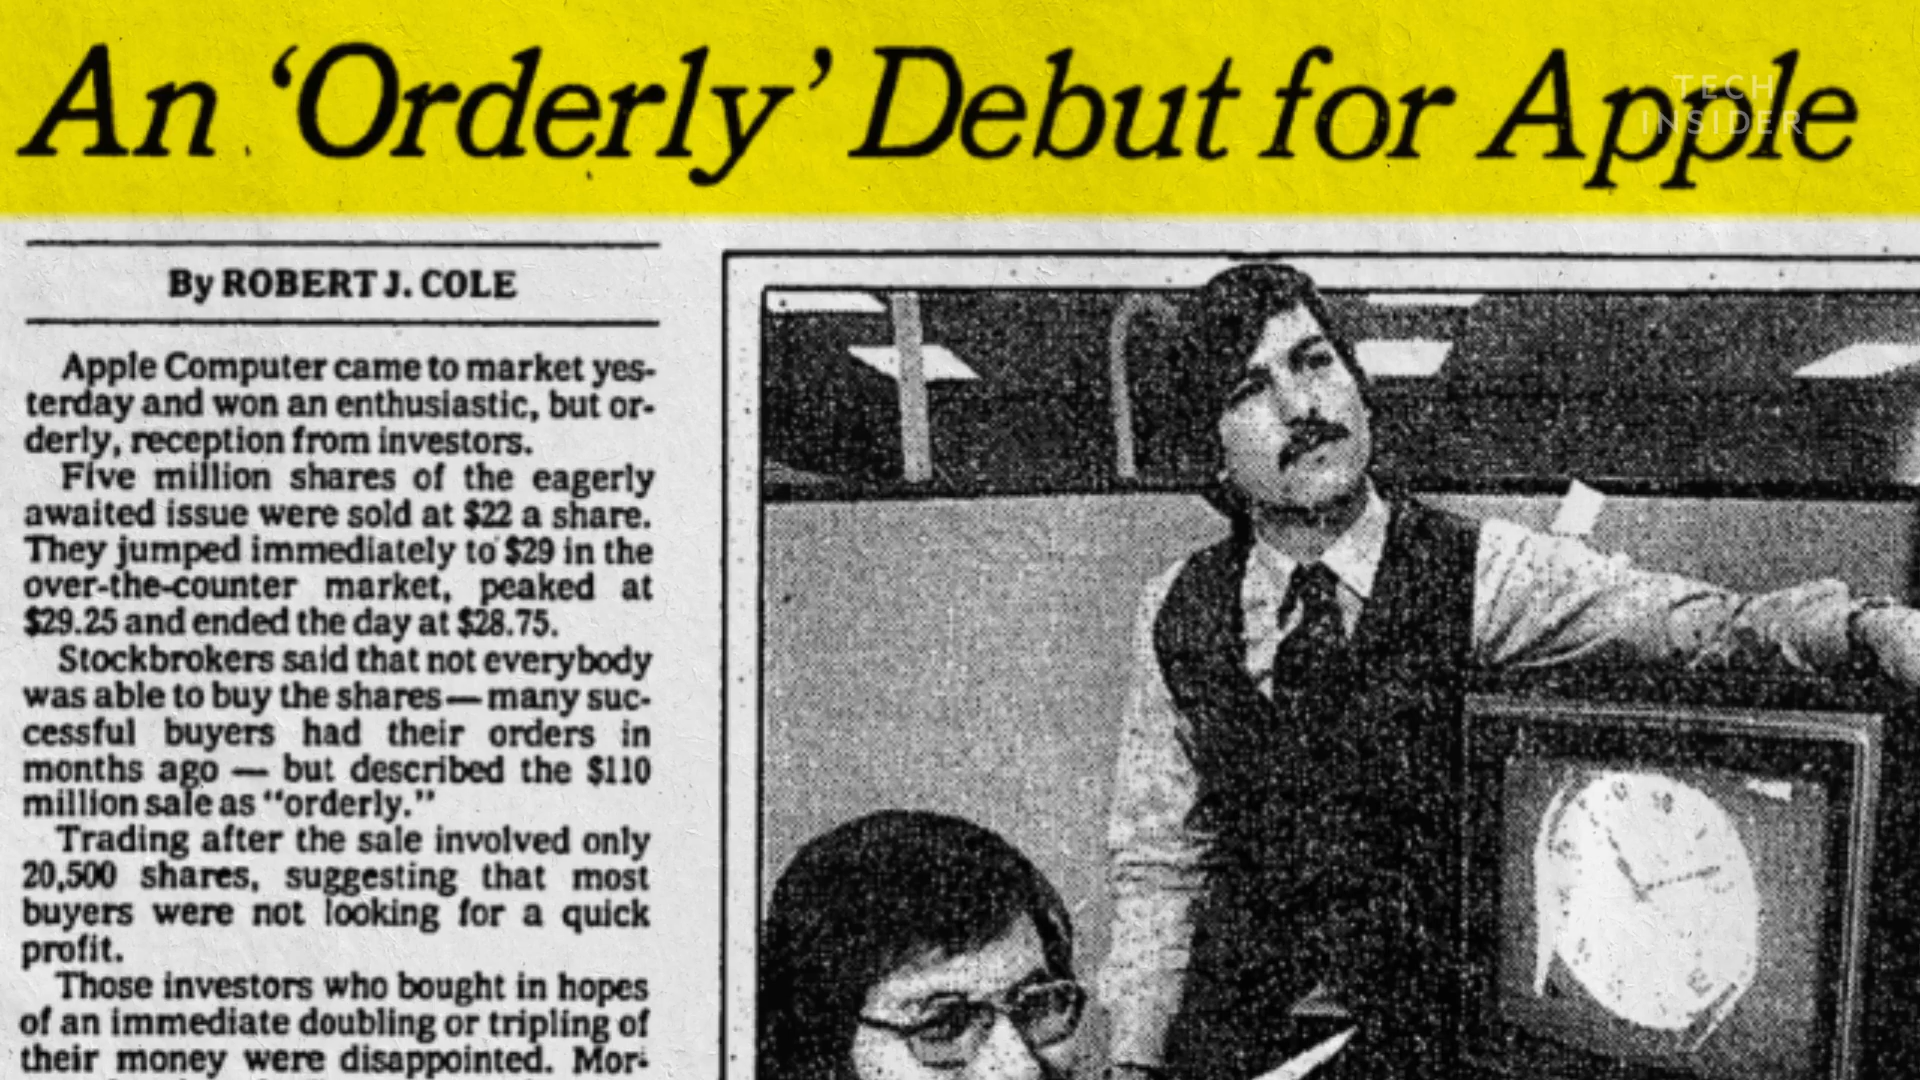 An ‘Orderly’ Debut for Apple
TECH
INSIDER
By ROBERT J. COLE
Apple Computer came to market yes-
terday and won an enthusiastic, but or-
derly, reception from investors.
Five million shares of the eagerly
awaited issue were sold at $22 a share.
They jumped immediately to $29 in the
over-the-counter market, peaked at
$29.25 and ended the day at $28.75.
Stockbrokers said that not everybody
was able to buy the shares — many suc-
cessful buyers had their orders in
months ago — but described the $110
million sale as “orderly.”
Trading after the sale involved only
20,500 shares, suggesting that most
buyers were not looking for a quick
profit.
Those investors who bought in hopes
of an immediate doubling or tripling of
their money were disappointed. Mor-